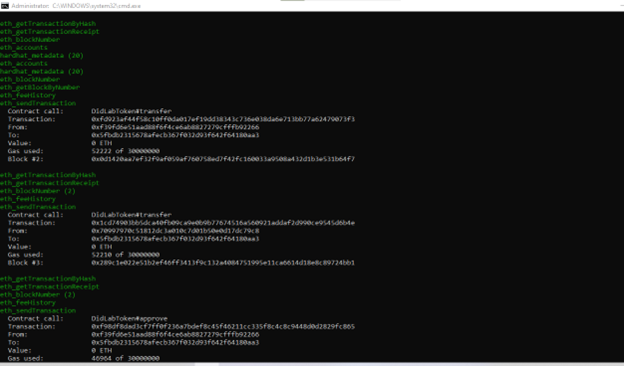 Administrator: C:\WINDOWS\system32\cmd.exe
eth_getTransactionByHash
eth_getTransactionReceipt
eth_blockNumber
eth_accounts
hardhat_metadata (20)
eth_accounts
hardhat_metadata (20)
eth_blockNumber
eth_getBlockByNumber
eth_feeHistory
eth_sendTransaction
Contract call: DidLabToken#transfer
Transaction: 0xfd923af44f58c10ff0da017ef19dd38343c736e038da6e713bb77a62479073f3
From: 0xf39fd6e51aad88f6f4ce6ab8827279cfffb92266
To: 0x5fbdb2315678afecb367f032d93f642f64180aa3
Value: 0 ETH
Gas used: 52222 of 30000000
Block #2: 0x0d1420aa7ef32f9af059af760758ed7f42fc160033a9508a432d1b3e531b64f7
eth_getTransactionByHash
eth_getTransactionReceipt
eth_blockNumber (2)
eth_feeHistory
eth_sendTransaction
Contract call: DidLabToken#transfer
Transaction: 0x1cd74903bb5dca40fb09ca9e0b9b77674516a560921addaf2d990ce9545d6b4e
From: 0x70997970c51812dc3a010c7d01b50e0d17dc79c8
To: 0x5fbdb2315678afecb367f032d93f642f64180aa3
Value: 0 ETH
Gas used: 52210 of 30000000
Block #3: 0x289c1e022e51b2ef46ff3413f9c132a4084751995e11ca6614d18e8c89724bb1
eth_getTransactionByHash
eth_getTransactionReceipt
eth_blockNumber (2)
eth_feeHistory
eth_sendTransaction
Contract call: DidLabToken#approve
Transaction: 0xf98df8dad3cf7ff0f236a7bdef8c45f46211cc335f8c4c8c9448d0d2829fc865
From: 0xf39fd6e51aad88f6f4ce6ab8827279cfffb92266
To: 0x5fbdb2315678afecb367f032d93f642f64180aa3
Value: 0 ETH
Gas used: 46964 of 30000000